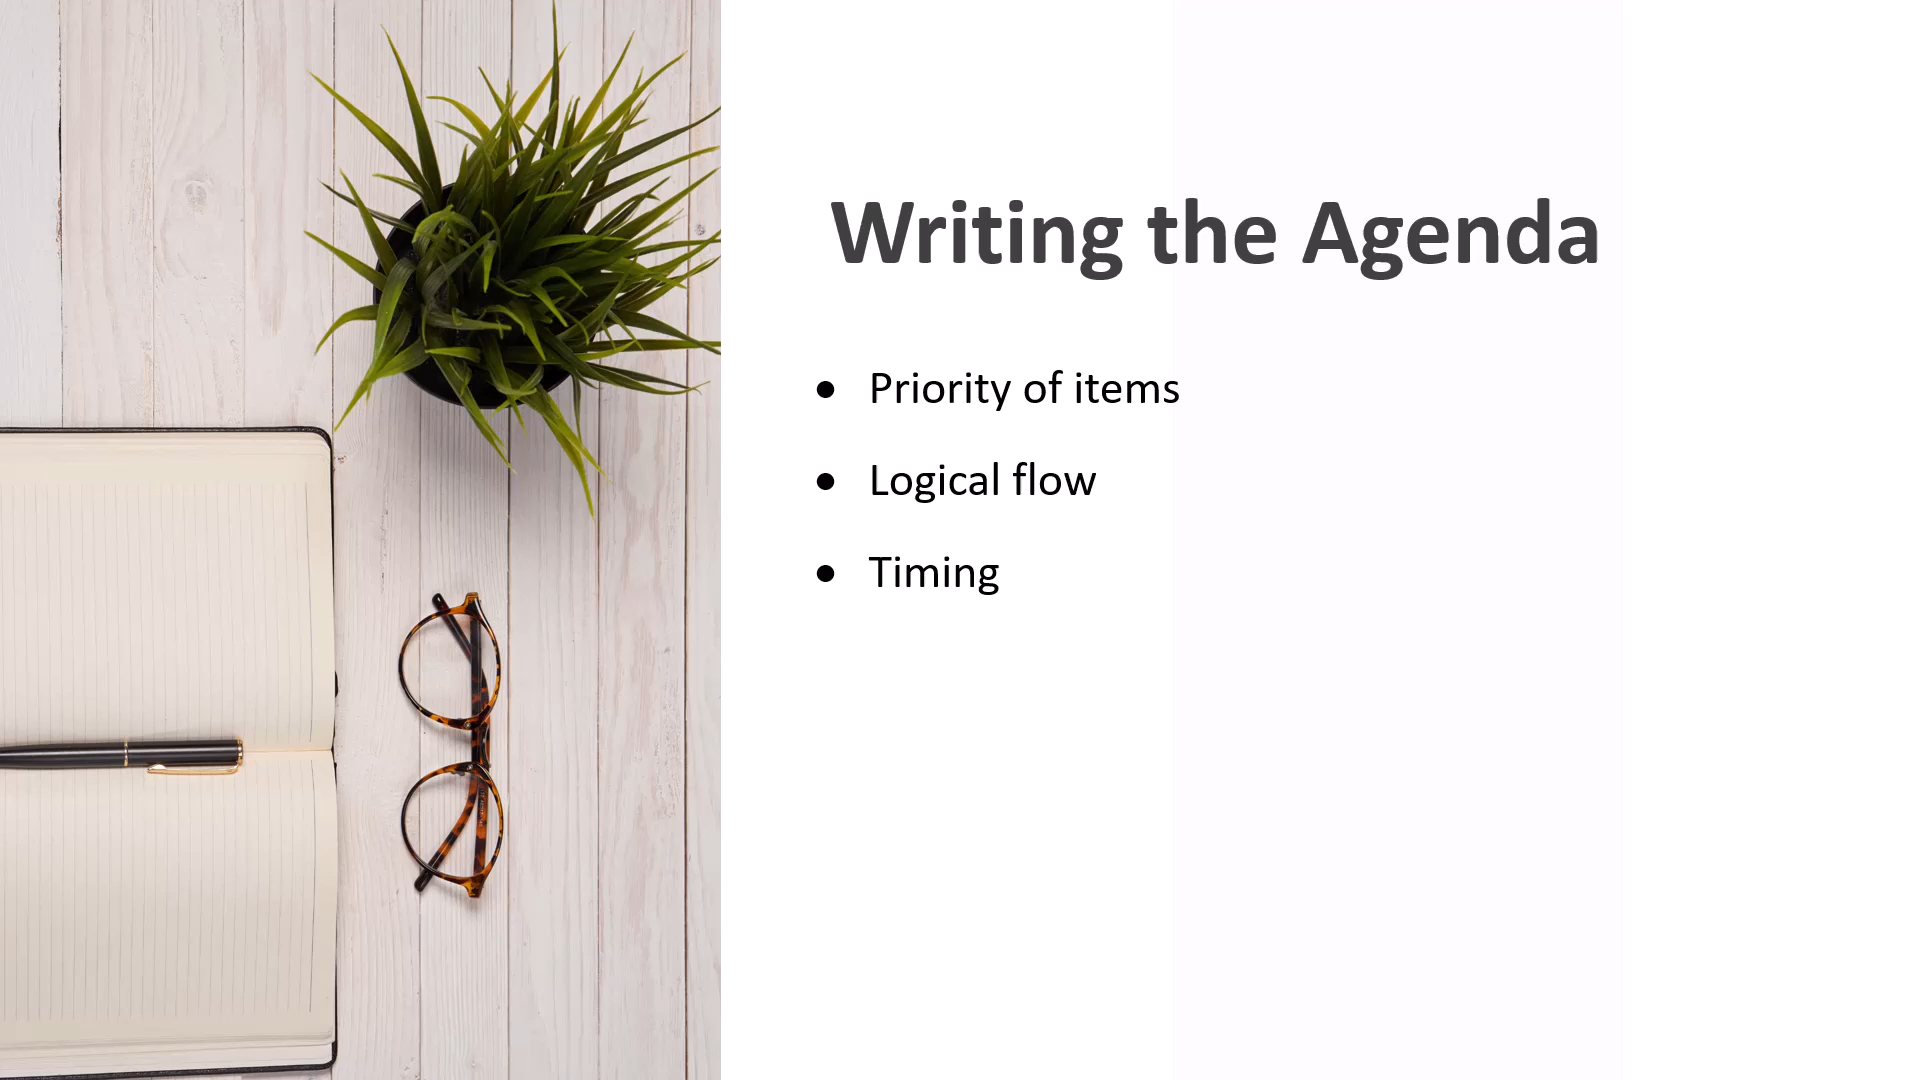 Writing the Agenda
● Priority of items
● Logical flow
● Timing